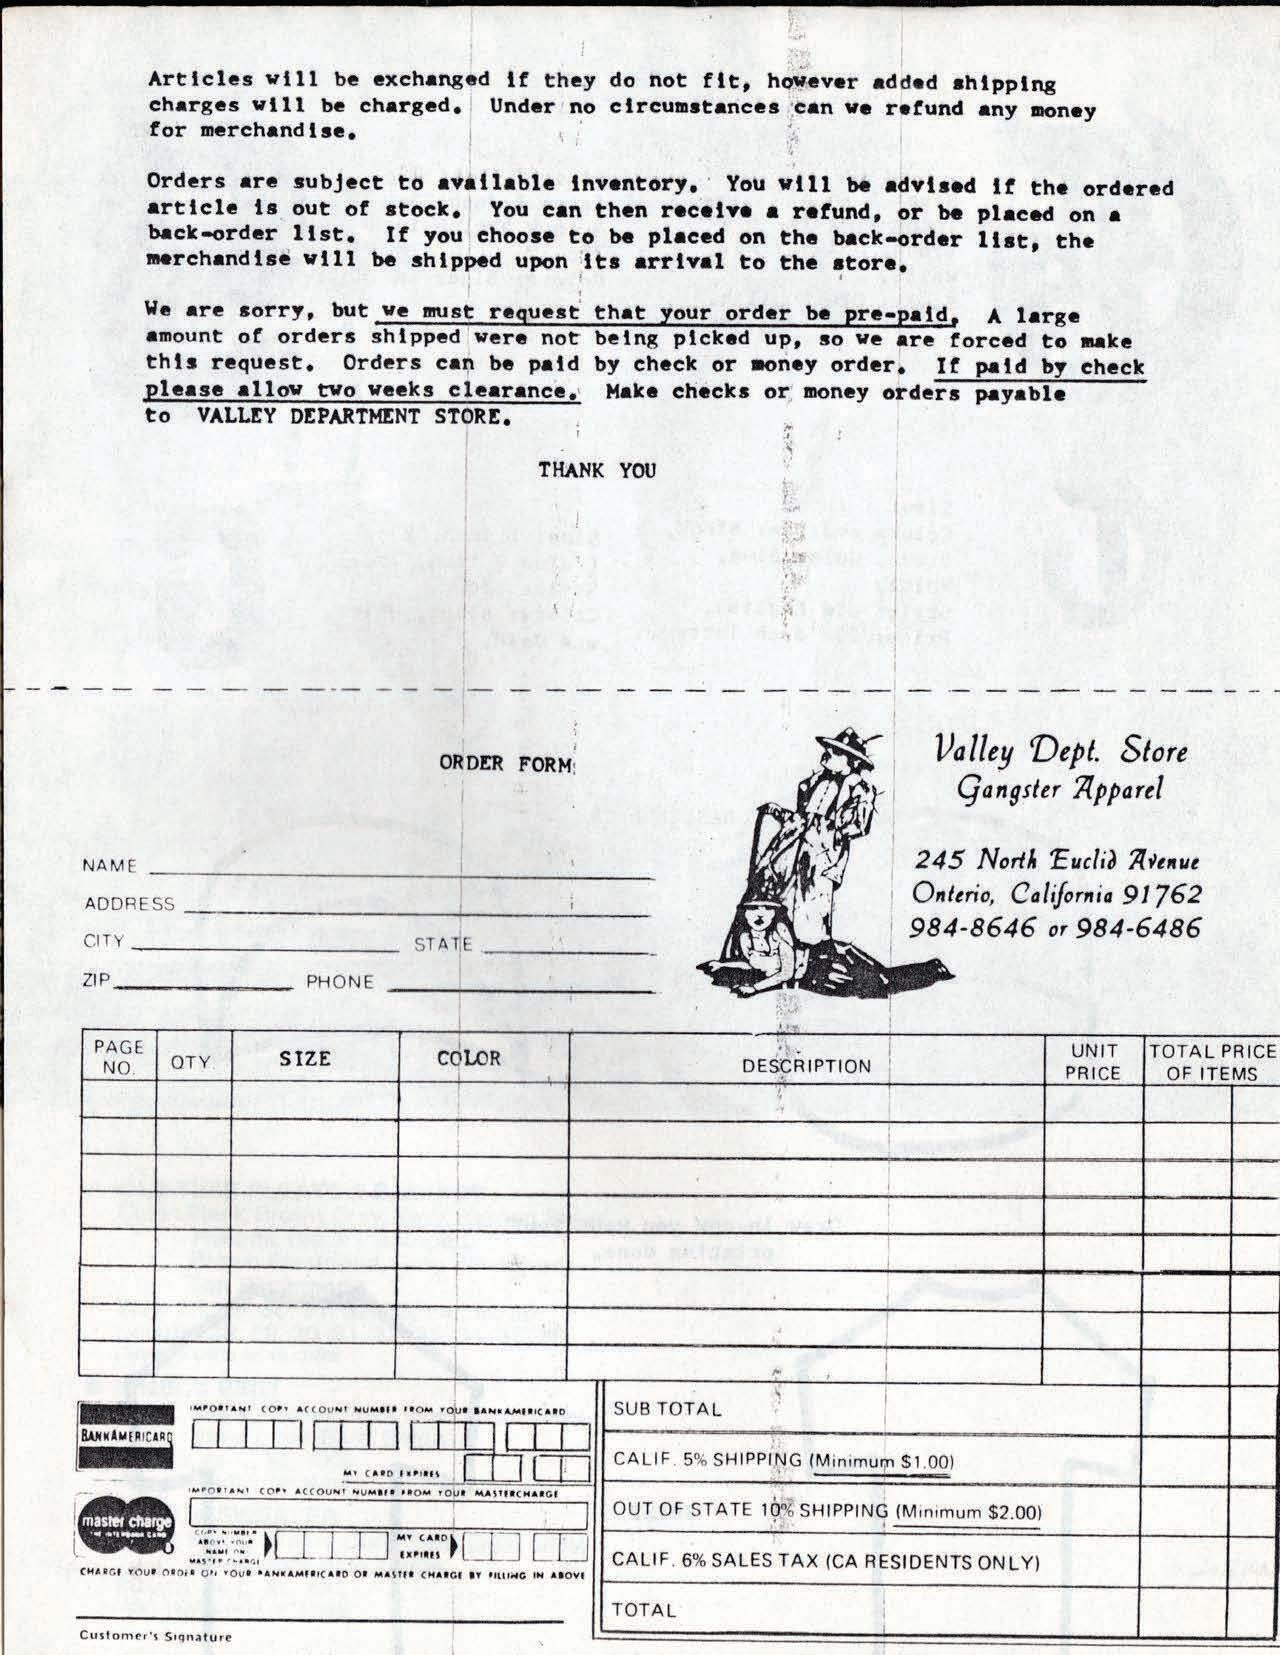 Articles will be exchanged if they do not fit, however added shipping
charges will be charged. Under no circumstances can we refund any money
for merchandise.
Orders are subject to available inventory. You will be advised if the ordered
article is out of stock. You can then receive a refund, or be placed on a
back-order list. If you choose to be placed on the back-order list, the
merchandise will be shipped upon its arrival to the store.
We are sorry, but we must request that your order be pre-paid. A large
amount of orders shipped were not being picked up, so we are forced to make
this request. Orders can be paid by check or money order. If paid by check
please allow two weeks clearance. Make checks or money orders payable
to VALLEY DEPARTMENT STORE.
THANK YOU
ORDER FORM
Valley Dept. Store
Gangster Apparel
245 North Euclid Avenue
Onterio, California 91762
984-8646 or 984-6486
NAME
ADDRESS
CITY STATE
ZIP PHONE
PAGE NO. QTY. SIZE COLOR DESCRIPTION UNIT PRICE TOTAL PRICE OF ITEMS
BANKAMERICARD
IMPORTANT COPY ACCOUNT NUMBER FROM YOUR BANKAMERICARD
MY CARD EXPIRES
master charge
THE INTERBANK CARD
IMPORTANT COPY ACCOUNT NUMBER FROM YOUR MASTERCHARGE
COPY NUMBER
ABOVE YOUR
NAME ON
MASTER CHARGE
MY CARD
EXPIRES
CHARGE YOUR ORDER ON YOUR BANKAMERICARD OR MASTER CHARGE BY FILLING IN ABOVE
Customer's Signature
SUB TOTAL
CALIF. 5% SHIPPING (Minimum $1.00)
OUT OF STATE 10% SHIPPING (Minimum $2.00)
CALIF. 6% SALES TAX (CA RESIDENTS ONLY)
TOTAL